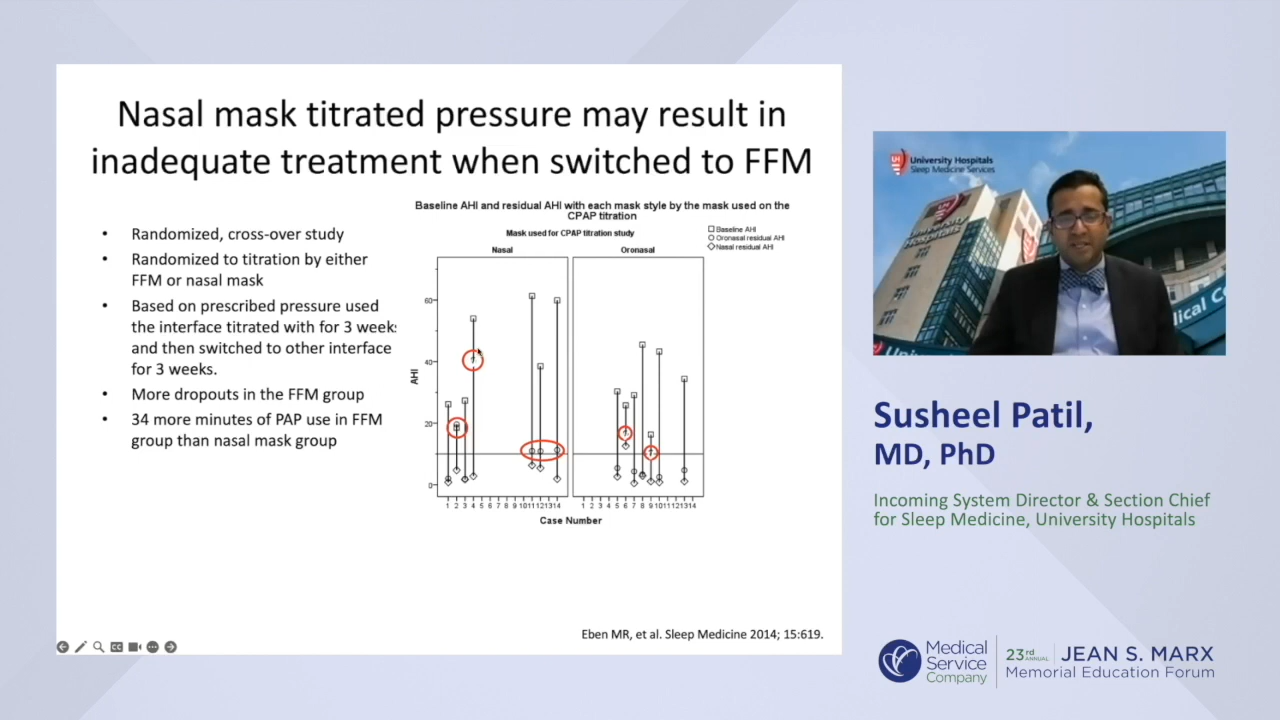 Nasal mask titrated pressure may result in
inadequate treatment when switched to FFM
• Randomized, cross-over study
• Randomized to titration by either
FFM or nasal mask
• Based on prescribed pressure used
the interface titrated with for 3 weeks
and then switched to other interface
for 3 weeks.
• More dropouts in the FFM group
• 34 more minutes of PAP use in FFM
group than nasal mask group
Baseline AHI and residual AHI with each mask style by the mask used on the
CPAP titration
Mask used for CPAP titration study
Baseline AHI
Oronasal residual AHI
Nasal residual AHI
Nasal
Oronasal
AHI
60
40
20
0
1 2 3 4 5 6 7 8 9 10 11 12 13 14
1 2 3 4 5 6 7 8 9 10 11 12 13 14
Case Number
Eben MR, et al. Sleep Medicine 2014; 15:619.
CC
UH
University Hospitals
Sleep Medicine Services
University
Hospitals
Susheel Patil,
MD, PhD
Incoming System Director & Section Chief
for Sleep Medicine, University Hospitals
Medical
Service
Company
23rd
ANNUAL
JEAN S. MARX
Memorial Education Forum